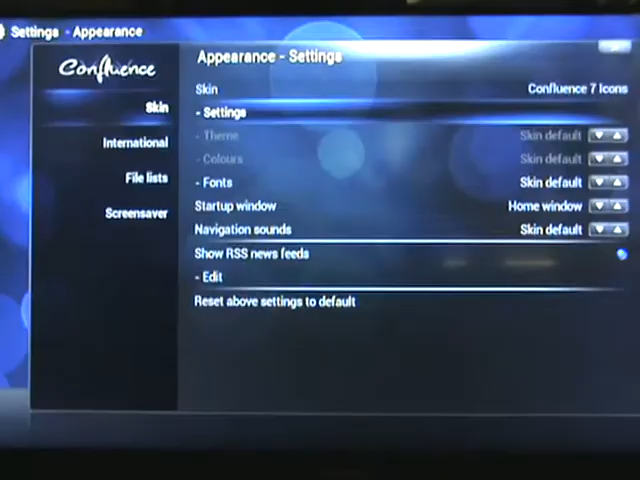 Settings - Appearance
Confluence
Appearance - Settings
Skin
International
File lists
Screensaver
Skin Confluence 7 Icons
- Settings
- Theme Skin default
- Colours Skin default
- Fonts Skin default
Startup window Home window
Navigation sounds Skin default
Show RSS news feeds
- Edit
Reset above settings to default